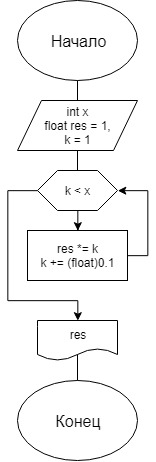 Начало
int x
float res = 1,
k = 1
k < x
res *= k
k += (float)0.1
res
Конец